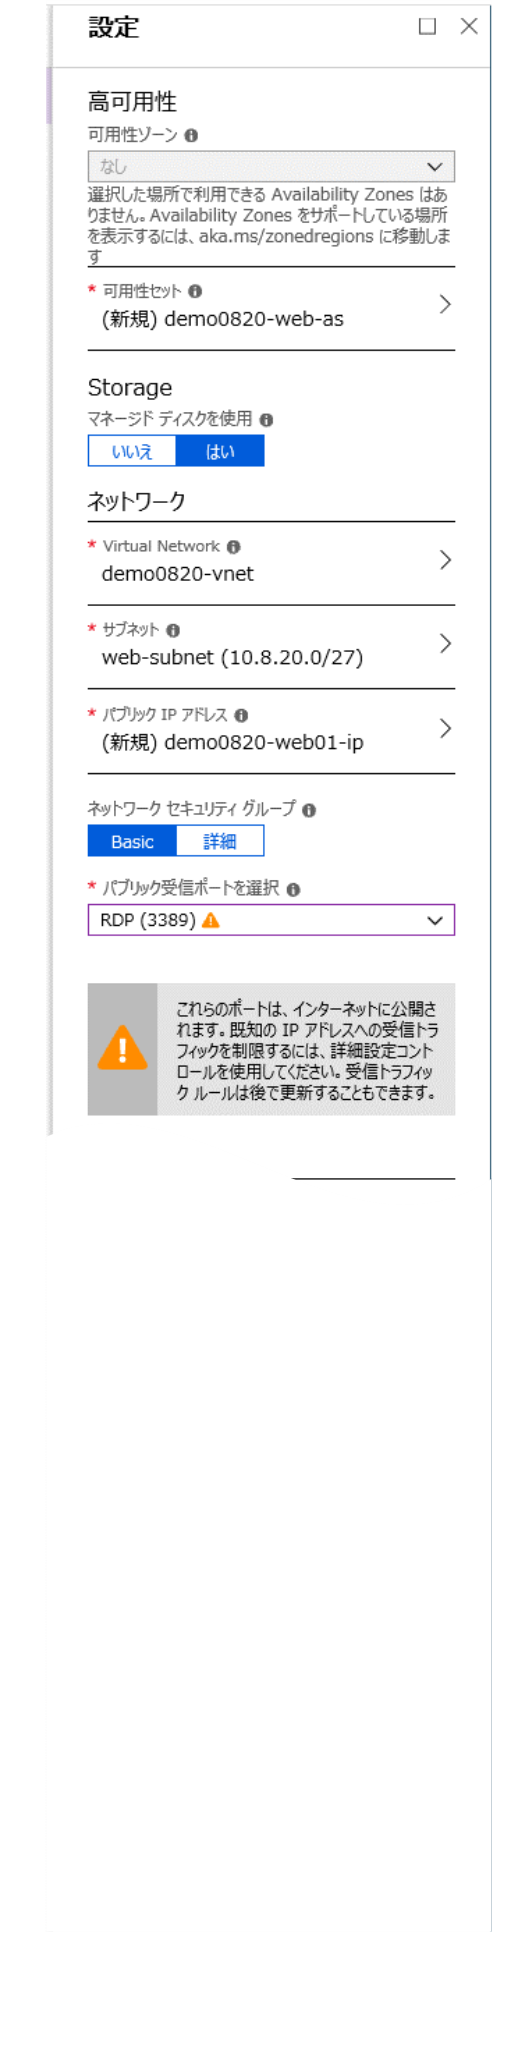 設定
高可用性
可用性ゾーン
なし
選択した場所で利用できる Availability Zones はあ
りません。Availability Zones をサポートしている場所
を表示するには、aka.ms/zonedregions に移動しま
す
* 可用性セット
(新規) demo0820-web-as
Storage
マネージド ディスクを使用
いいえ はい
ネットワーク
* Virtual Network
demo0820-vnet
* サブネット
web-subnet (10.8.20.0/27)
* パブリック IP アドレス
(新規) demo0820-web01-ip
ネットワーク セキュリティ グループ
Basic 詳細
* パブリック受信ポートを選択
RDP (3389)
これらのポートは、インターネットに公開さ
れます。既知の IP アドレスへの受信トラ
フィックを制限するには、詳細設定コント
ロールを使用してください。受信トラフィッ
ク ルールは後で更新することもできます。